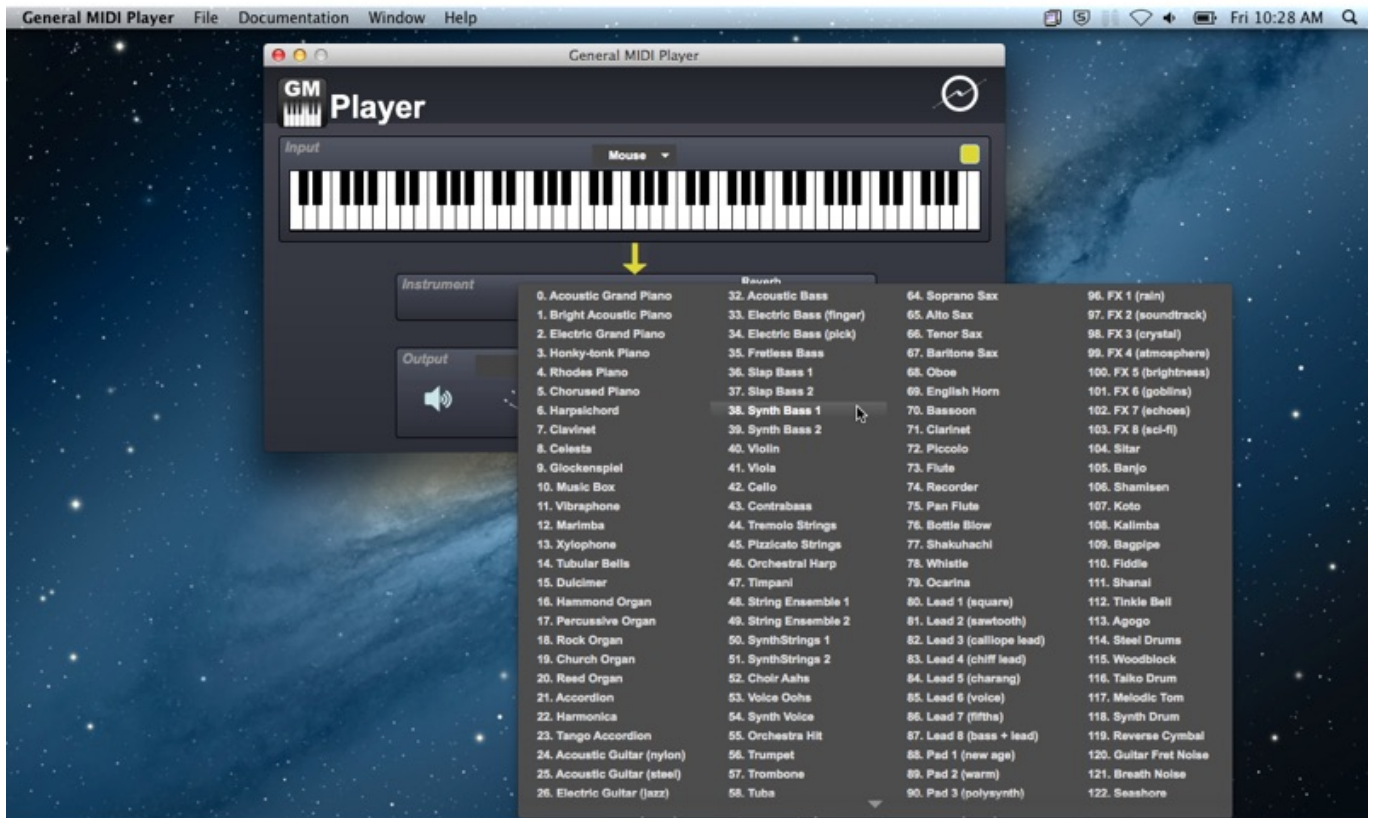 General MIDI Player File Documentation Window Help Fri 10:28 AM
General MIDI Player
GM
Player
Input
Mouse
Instrument
Reverb
Output
0. Acoustic Grand Piano
1. Bright Acoustic Piano
2. Electric Grand Piano
3. Honky-tonk Piano
4. Rhodes Piano
5. Chorused Piano
6. Harpsichord
7. Clavinet
8. Celesta
9. Glockenspiel
10. Music Box
11. Vibraphone
12. Marimba
13. Xylophone
14. Tubular Bells
15. Dulcimer
16. Hammond Organ
17. Percussive Organ
18. Rock Organ
19. Church Organ
20. Reed Organ
21. Accordion
22. Harmonica
23. Tango Accordion
24. Acoustic Guitar (nylon)
25. Acoustic Guitar (steel)
26. Electric Guitar (jazz)
32. Acoustic Bass
33. Electric Bass (finger)
34. Electric Bass (pick)
35. Fretless Bass
36. Slap Bass 1
37. Slap Bass 2
38. Synth Bass 1
39. Synth Bass 2
40. Violin
41. Viola
42. Cello
43. Contrabass
44. Tremolo Strings
45. Pizzicato Strings
46. Orchestral Harp
47. Timpani
48. String Ensemble 1
49. String Ensemble 2
50. SynthStrings 1
51. SynthStrings 2
52. Choir Aahs
53. Voice Oohs
54. Synth Voice
55. Orchestra Hit
56. Trumpet
57. Trombone
58. Tuba
64. Soprano Sax
65. Alto Sax
66. Tenor Sax
67. Baritone Sax
68. Oboe
69. English Horn
70. Bassoon
71. Clarinet
72. Piccolo
73. Flute
74. Recorder
75. Pan Flute
76. Bottle Blow
77. Shakuhachi
78. Whistle
79. Ocarina
80. Lead 1 (square)
81. Lead 2 (sawtooth)
82. Lead 3 (calliope lead)
83. Lead 4 (chiff lead)
84. Lead 5 (charang)
85. Lead 6 (voice)
86. Lead 7 (fifths)
87. Lead 8 (bass + lead)
88. Pad 1 (new age)
89. Pad 2 (warm)
90. Pad 3 (polysynth)
96. FX 1 (rain)
97. FX 2 (soundtrack)
98. FX 3 (crystal)
99. FX 4 (atmosphere)
100. FX 5 (brightness)
101. FX 6 (goblins)
102. FX 7 (echoes)
103. FX 8 (sci-fi)
104. Sitar
105. Banjo
106. Shamisen
107. Koto
108. Kalimba
109. Bagpipe
110. Fiddle
111. Shanai
112. Tinkle Bell
113. Agogo
114. Steel Drums
115. Woodblock
116. Taiko Drum
117. Melodic Tom
118. Synth Drum
119. Reverse Cymbal
120. Guitar Fret Noise
121. Breath Noise
122. Seashore